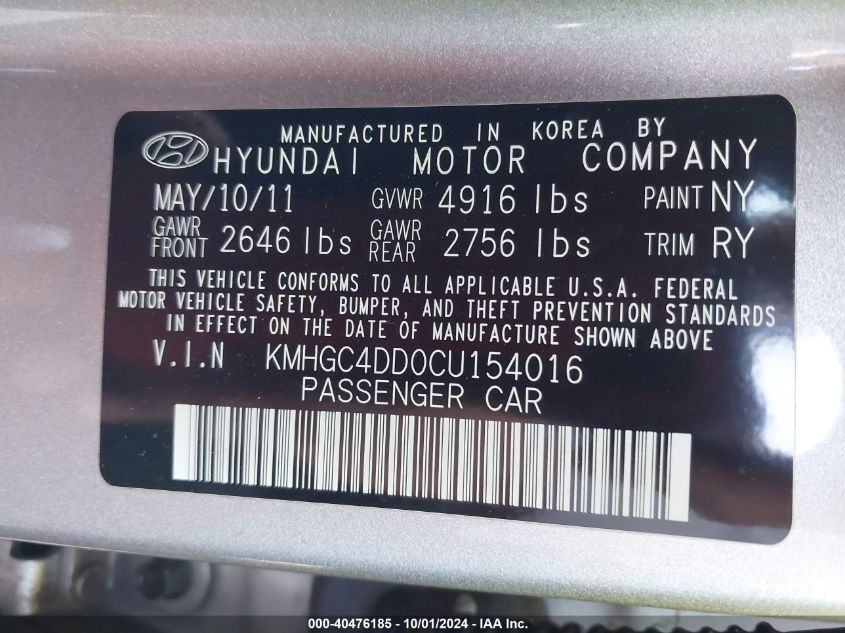 MANUFACTURED IN KOREA BY
HYUNDAI MOTOR COMPANY
MAY/10/11 GVWR 4916 lbs PAINT NY
GAWR FRONT 2646 lbs GAWR REAR 2756 lbs TRIM RY
THIS VEHICLE CONFORMS TO ALL APPLICABLE U.S.A. FEDERAL
MOTOR VEHICLE SAFETY, BUMPER, AND THEFT PREVENTION STANDARDS
IN EFFECT ON THE DATE OF MANUFACTURE SHOWN ABOVE
V.I.N KMHGC4DD0CU154016
PASSENGER CAR
000-40476185 - 10/01/2024 - IAA Inc.